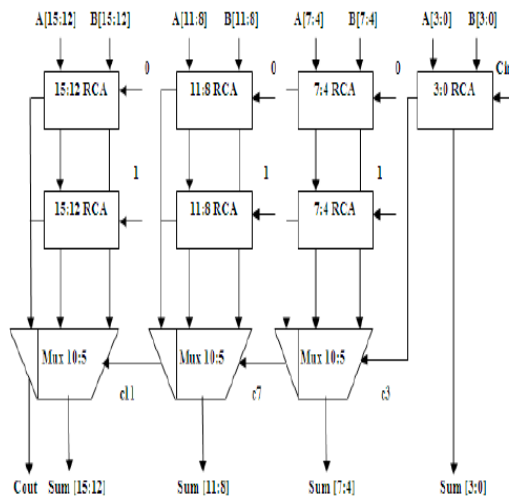 A[15:12] B[15:12] A[11:8] B[11:8] A[7:4] B[7:4] A[3:0] B[3:0]
0 0 0 Cin
15:12 RCA 11:8 RCA 7:4 RCA 3:0 RCA
1 1 1
15:12 RCA 11:8 RCA 7:4 RCA
Mux 10:5 Mux 10:5 Mux 10:5
c11 c7 c3
Cout Sum [15:12] Sum [11:8] Sum [7:4] Sum [3:0]